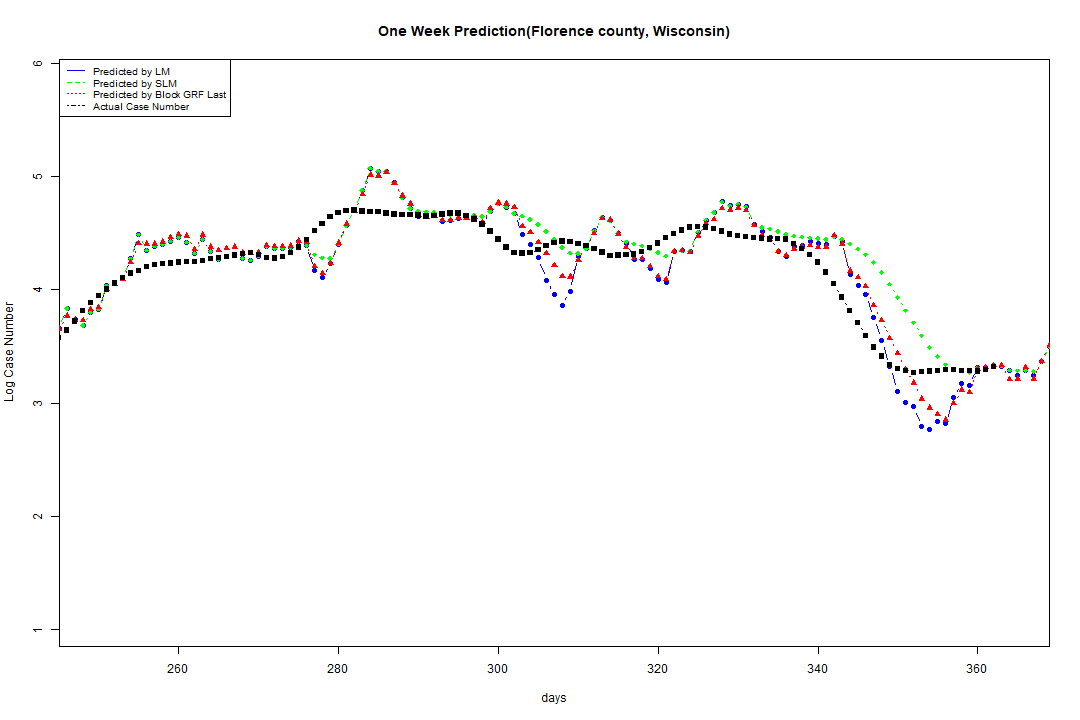 One Week Prediction(Florence county, Wisconsin)
Predicted by LM
Predicted by SLM
Predicted by Block GRF Last
Actual Case Number
6
5
4
3
2
1
Log Case Number
260 280 300 320 340 360
days